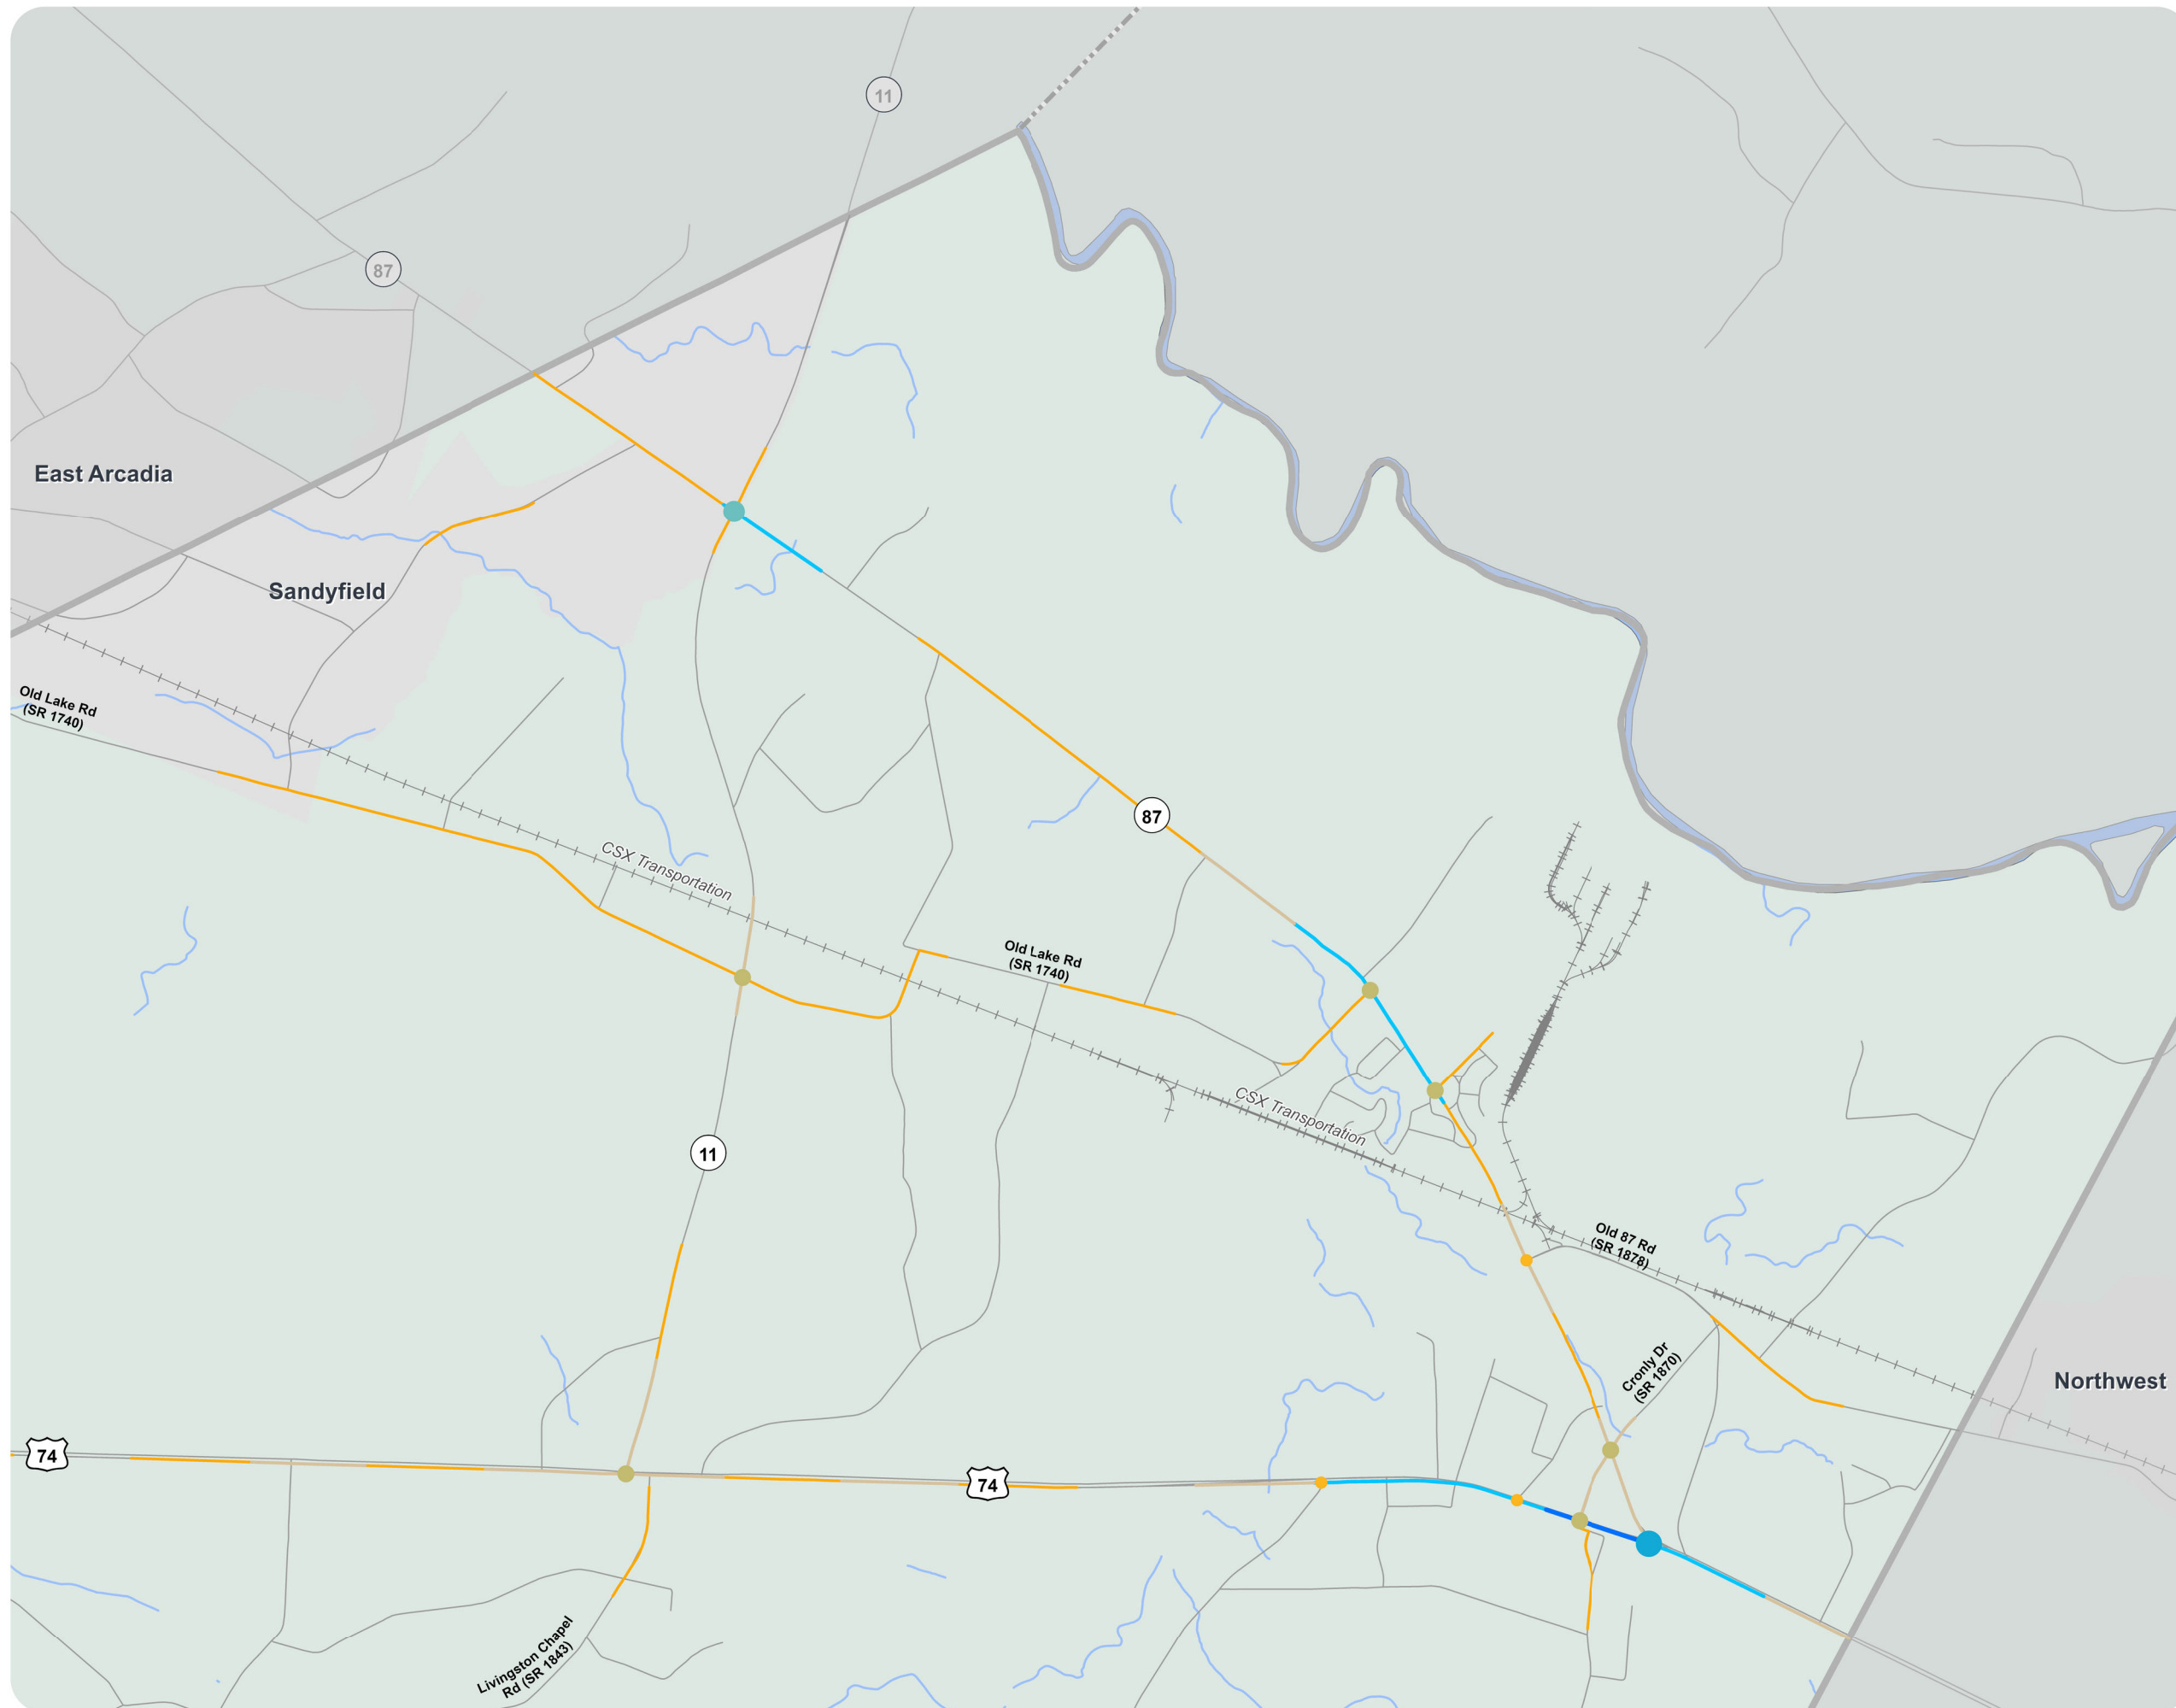 11
87
East Arcadia
Sandyfield
Old Lake Rd
(SR 1740)
87
CSX Transportation
Old Lake Rd
(SR 1740)
CSX Transportation
11
Old 87 Rd
(SR 1878)
Cronly Dr
(SR 1870)
Northwest
74
74
Livingston Chapel
Rd (SR 1843)